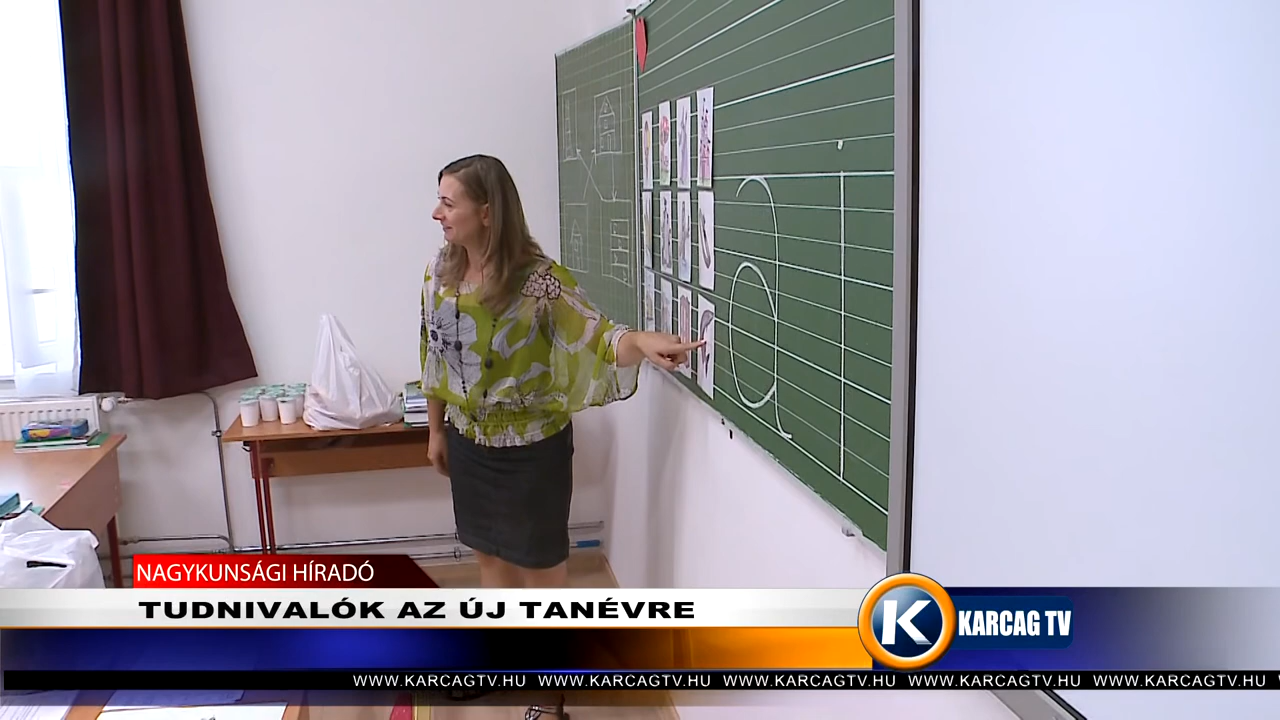 NAGYKUNSÁGI HÍRADÓ
TUDNIVALÓK AZ ÚJ TANÉVRE
K KARCAG TV
WWW.KARCAGTV.HU WWW.KARCAGTV.HU WWW.KARCAGTV.HU WWW.KARCAGTV.HU WWW.KARCAGTV.HU